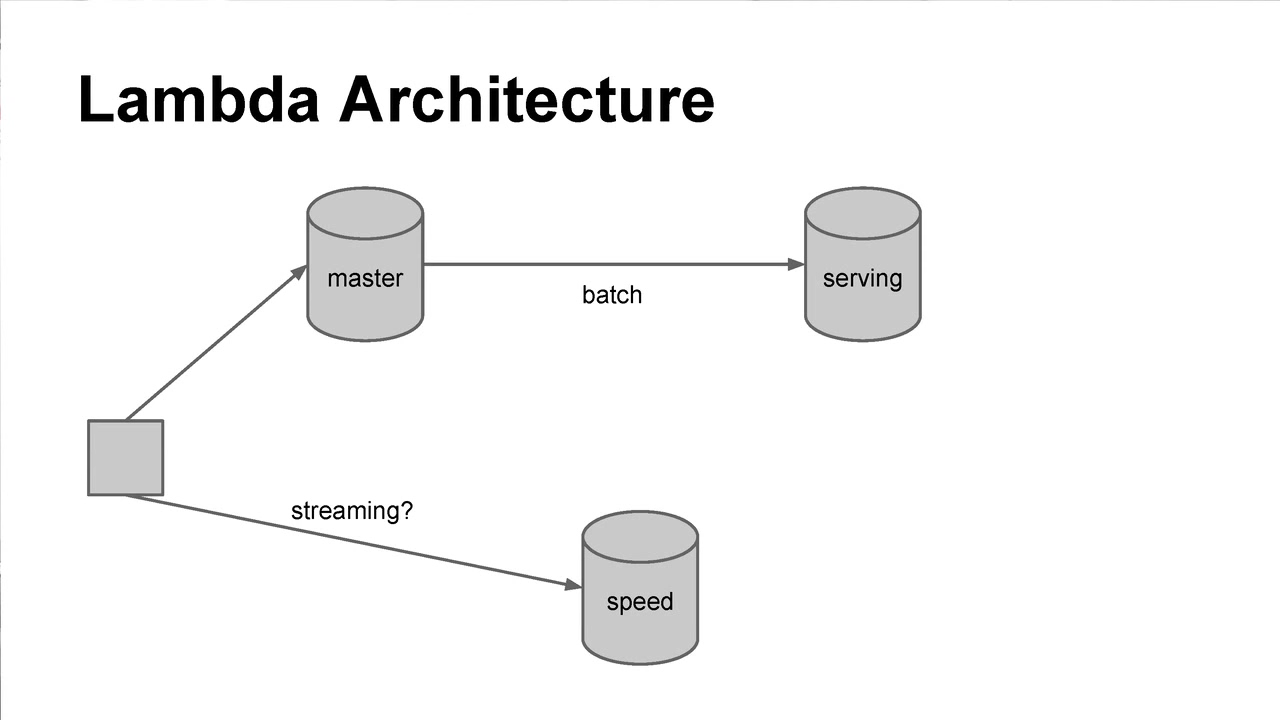 Lambda Architecture
master
serving
batch
streaming?
speed